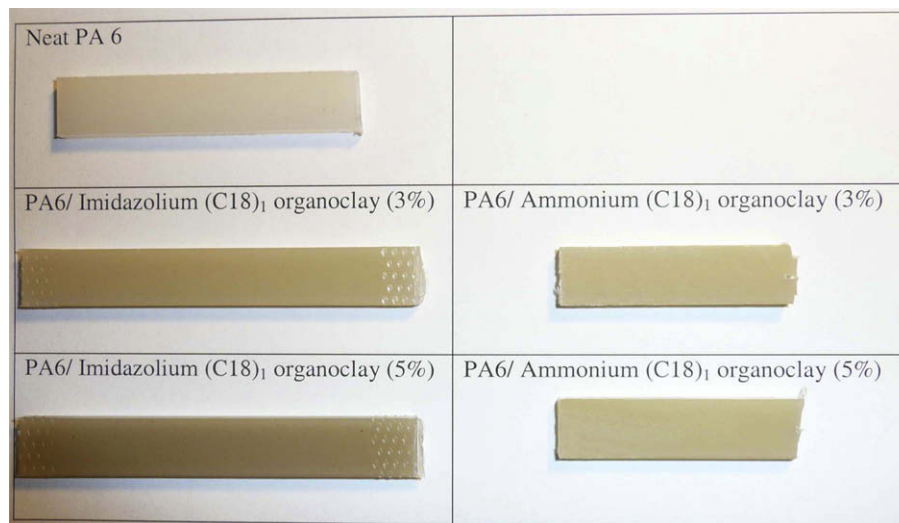 Neat PA 6
PA6/ Imidazolium (C18)₁ organoclay (3%)
PA6/ Ammonium (C18)₁ organoclay (3%)
PA6/ Imidazolium (C18)₁ organoclay (5%)
PA6/ Ammonium (C18)₁ organoclay (5%)